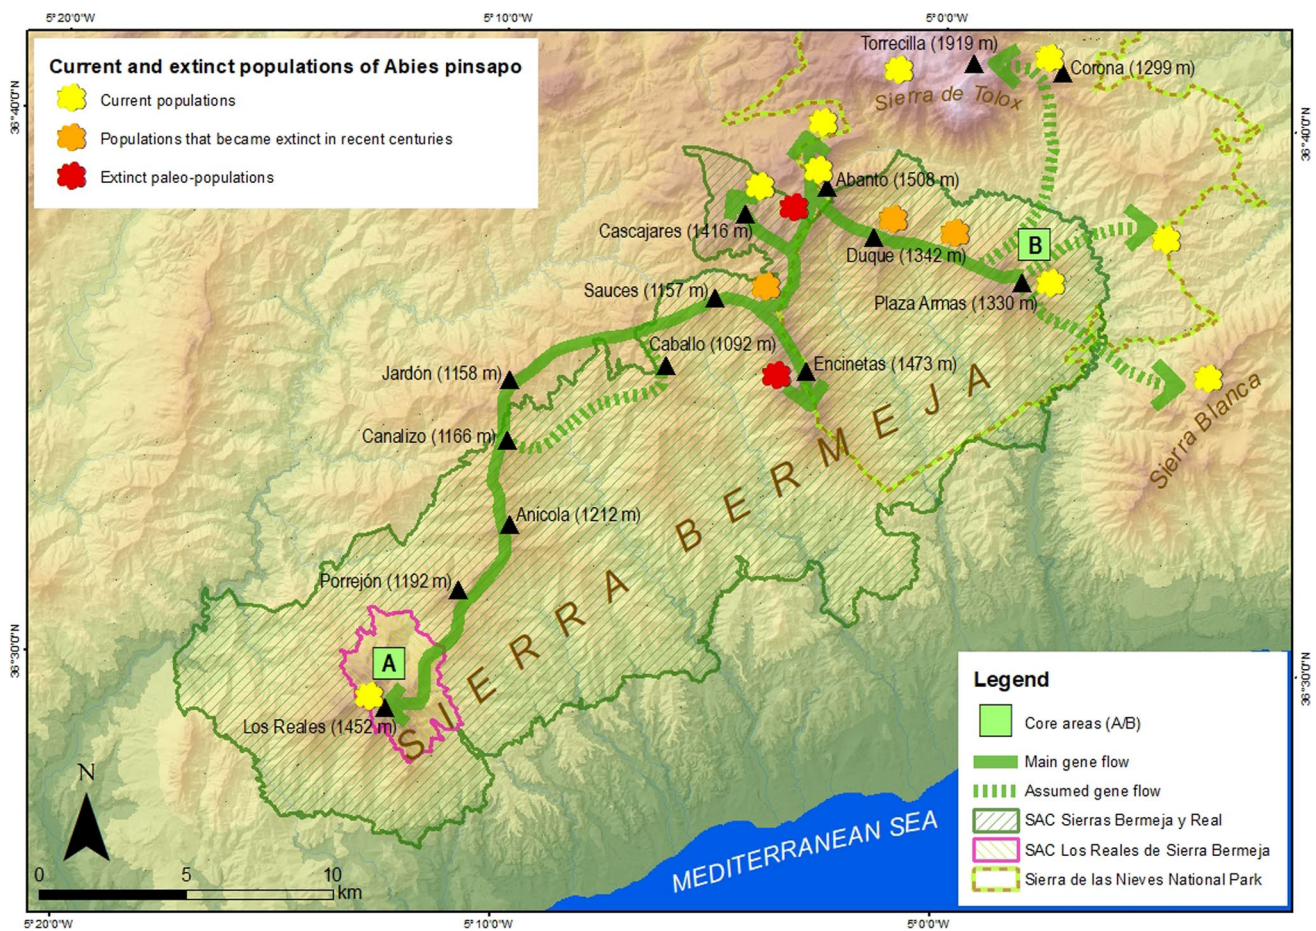 5°20'0"W
5°10'0"W
5°0'0"W
Current and extinct populations of Abies pinsapo
Current populations
Populations that became extinct in recent centuries
Extinct paleo-populations
Torrecilla (1919 m)
Corona (1299 m)
Sierra de Tolox
36°40'0"N
36°40'0"N
Abanto (1508 m)
Cascajares (1416 m)
Duque (1342 m)
B
Sauces (1157 m)
Plaza Armas (1330 m)
Caballo (1092 m)
Jardón (1158 m)
Encinetas (1473 m)
Canalizo (1166 m)
Sierra Blanca
Anícola (1212 m)
SIERRA BERMEJA
Porrejón (1192 m)
36°30'0"N
36°30'0"N
A
Los Reales (1452 m)
N
0
5
10
km
MEDITERRANEAN SEA
Legend
Core areas (A/B)
Main gene flow
Assumed gene flow
SAC Sierras Bermeja y Real
SAC Los Reales de Sierra Bermeja
Sierra de las Nieves National Park
5°20'0"W
5°10'0"W
5°0'0"W